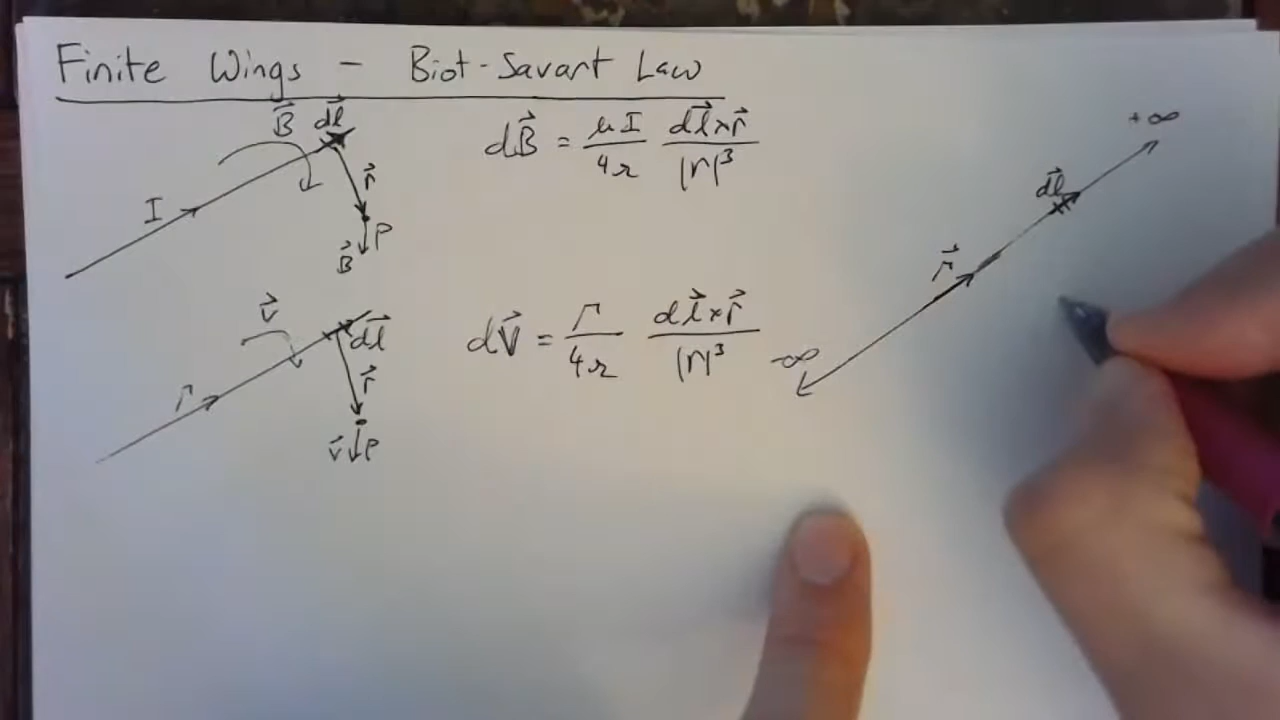 Finite Wings - Biot-Savart Law
B⃗ dl⃗
I
r⃗
P
B⃗
dB⃗ = μI/4π dl⃗×r⃗/|r|³
v⃗
dl⃗
Γ
r⃗
v⃗ P
dV⃗ = Γ/4π dl⃗×r⃗/|r|³
+∞
dl⃗
Γ⃗
-∞